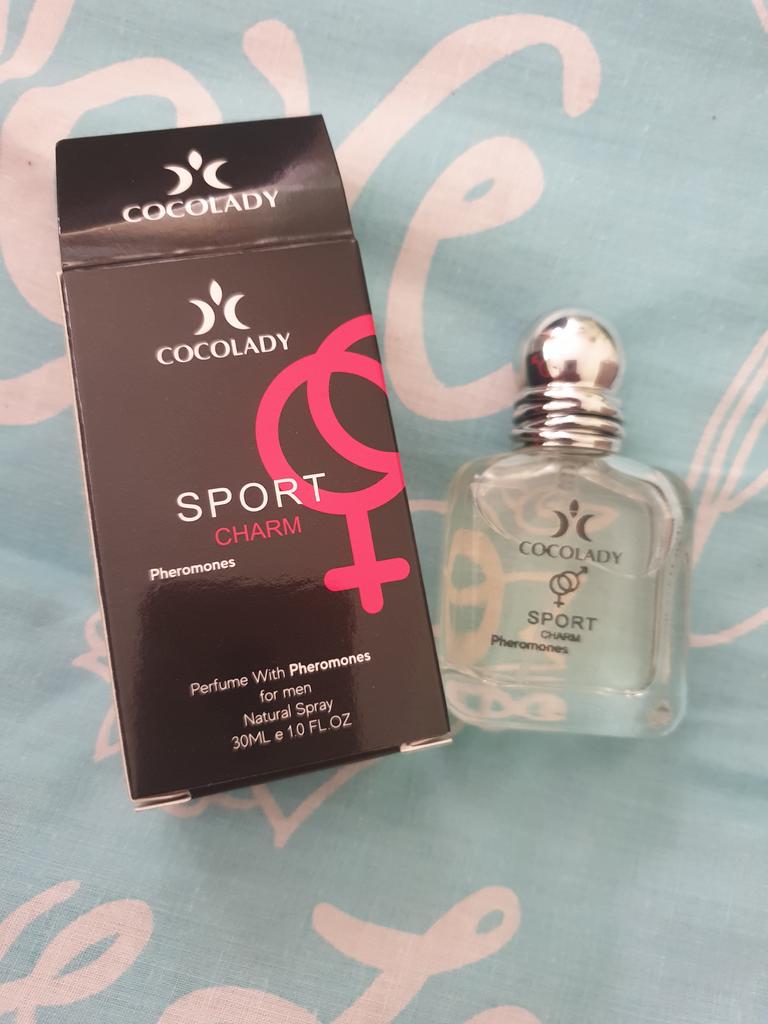 COCOLADY
COCOLADY
SPORT
CHARM
Pheromones
Perfume With Pheromones
for men
Natural Spray
30ML e 1.0 FL.OZ
COCOLADY
SPORT
CHARM
Pheromones